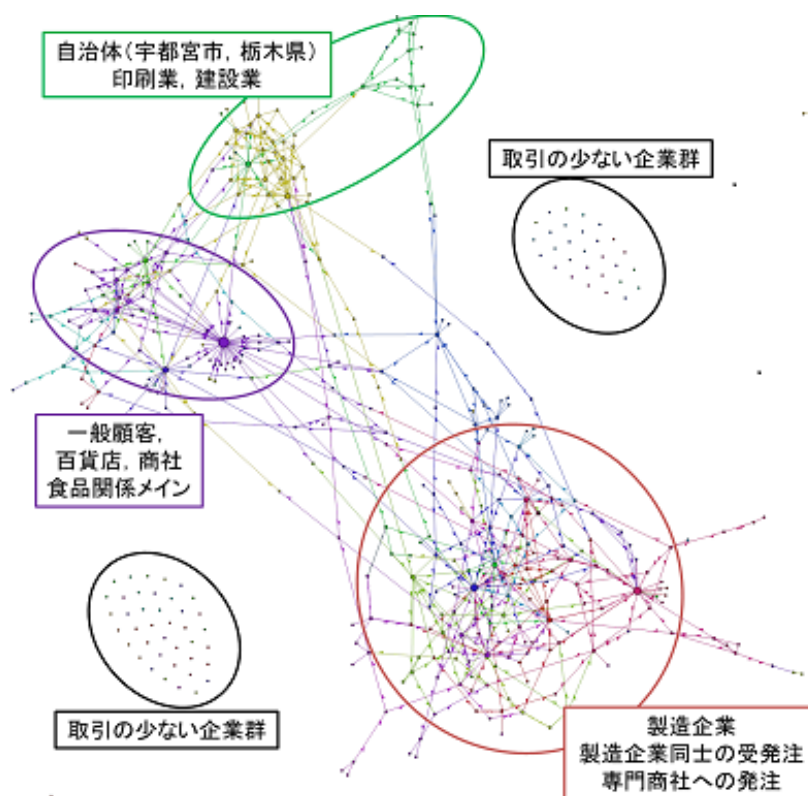 自治体(宇都宮市, 栃木県)
印刷業, 建設業
取引の少ない企業群
一般顧客,
百貨店, 商社
食品関係メイン
取引の少ない企業群
製造企業
製造企業同士の受発注
専門商社への発注